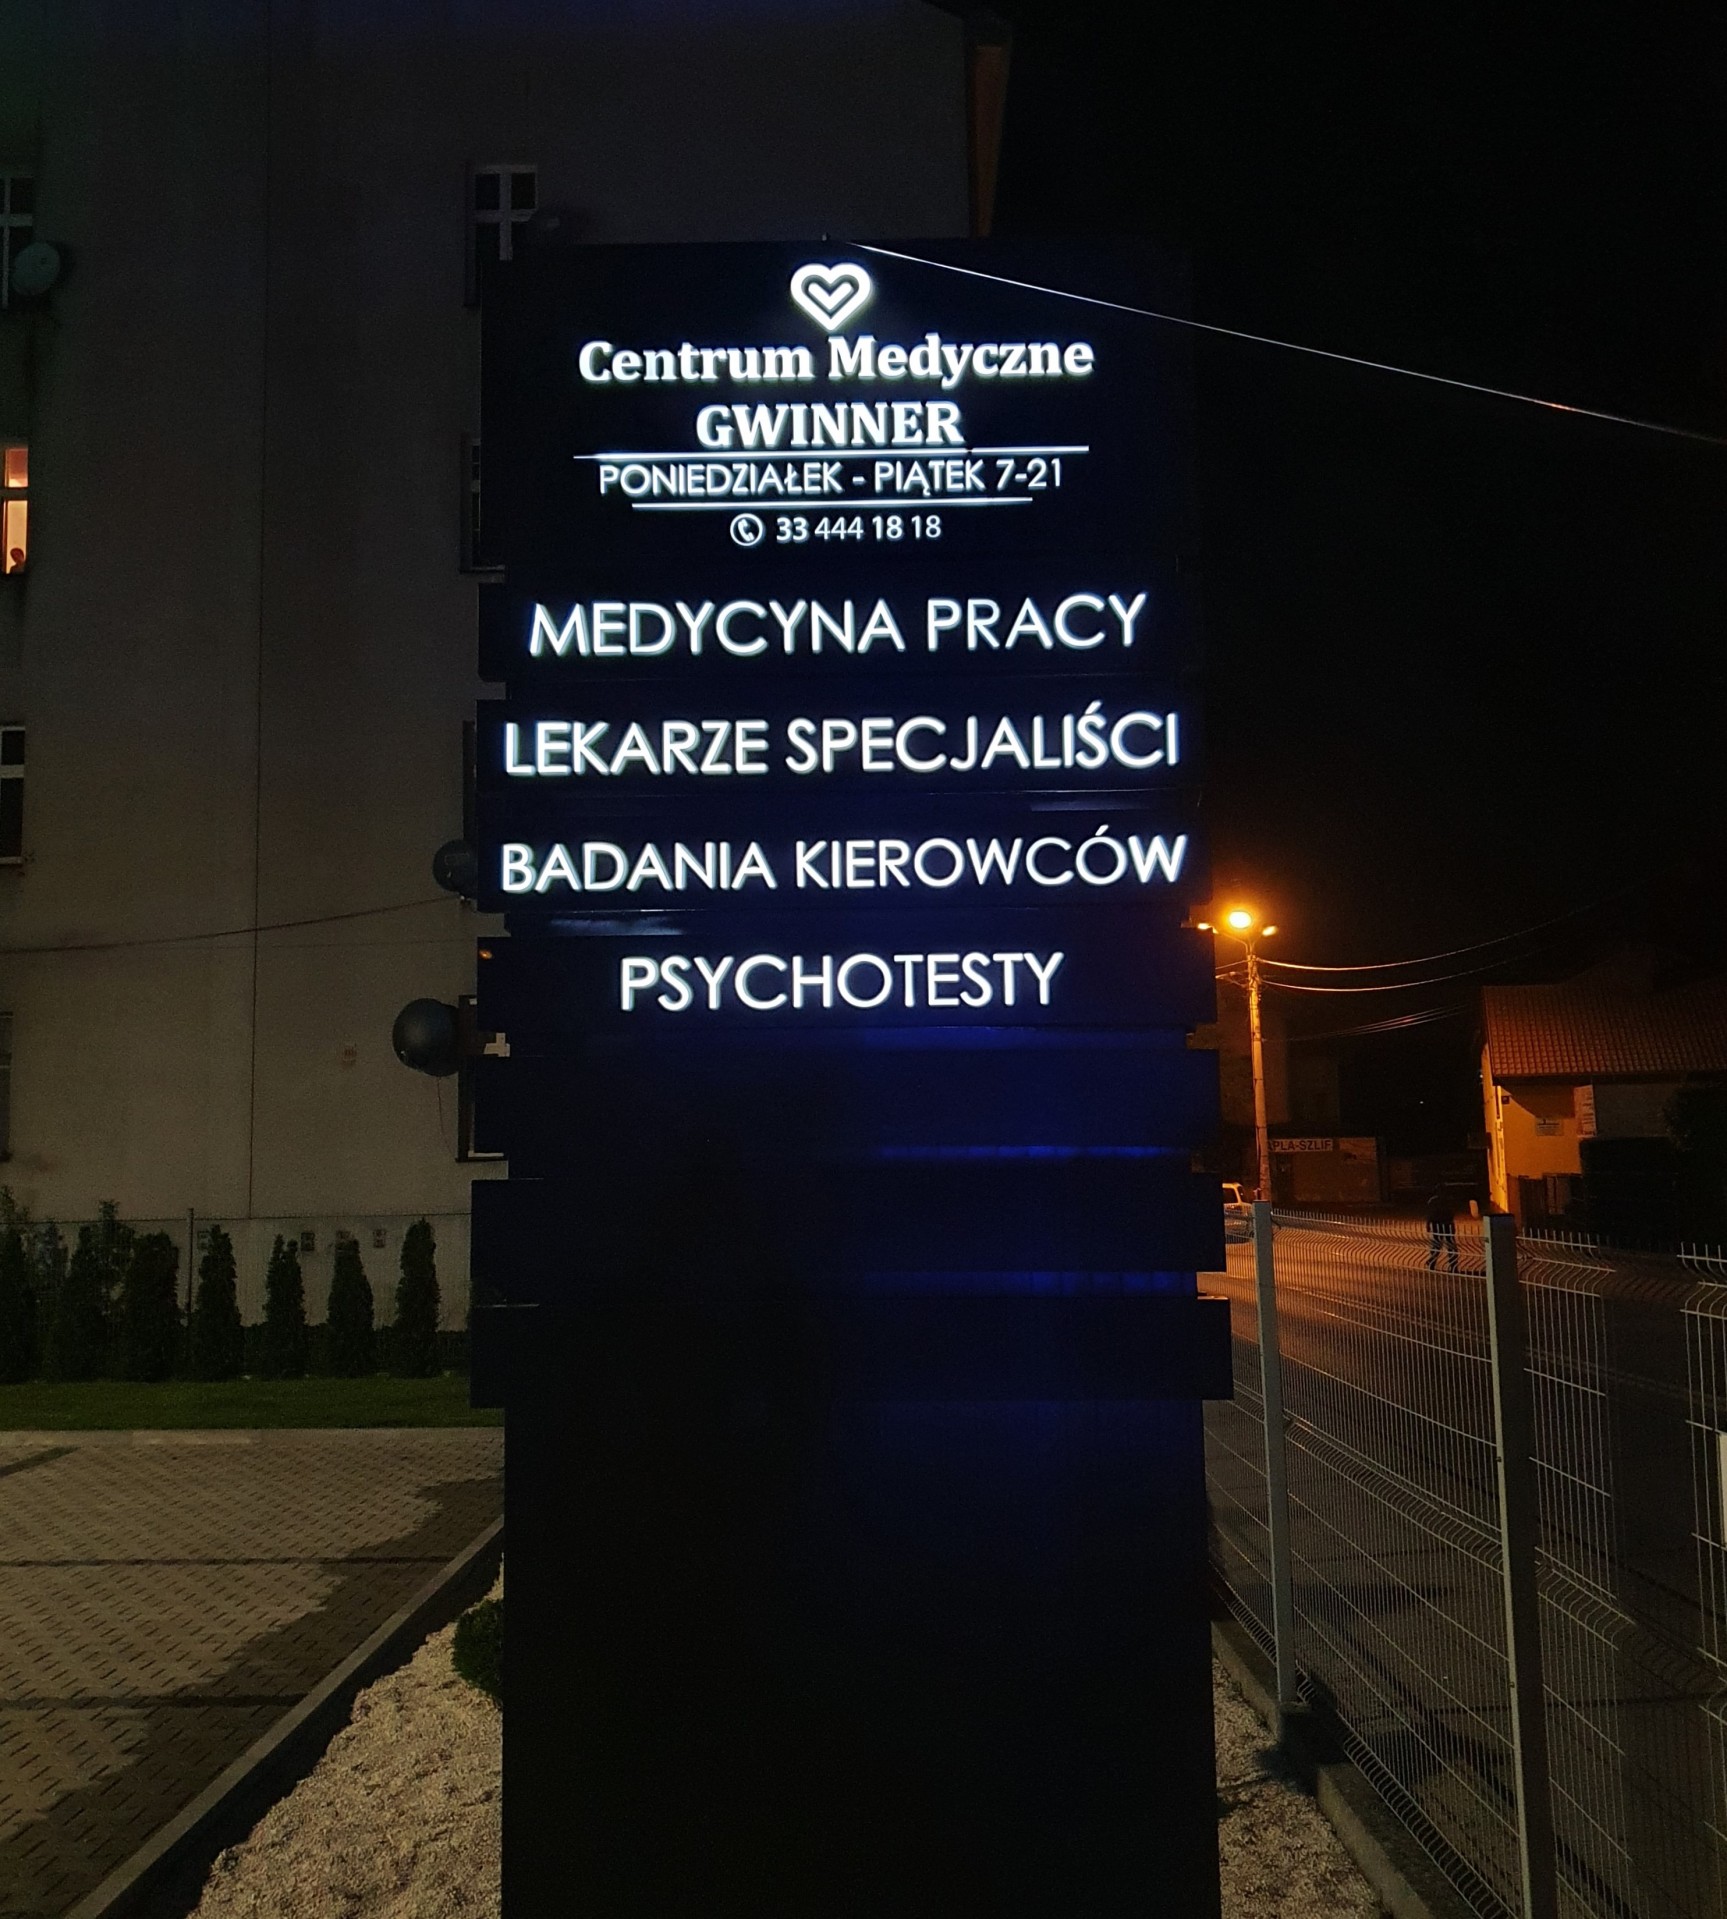 Centrum Medyczne
GWINNER
PONIEDZIAŁEK - PIĄTEK 7-21
33 444 18 18
MEDYCYNA PRACY
LEKARZE SPECJALIŚCI
BADANIA KIEROWCÓW
PSYCHOTESTY